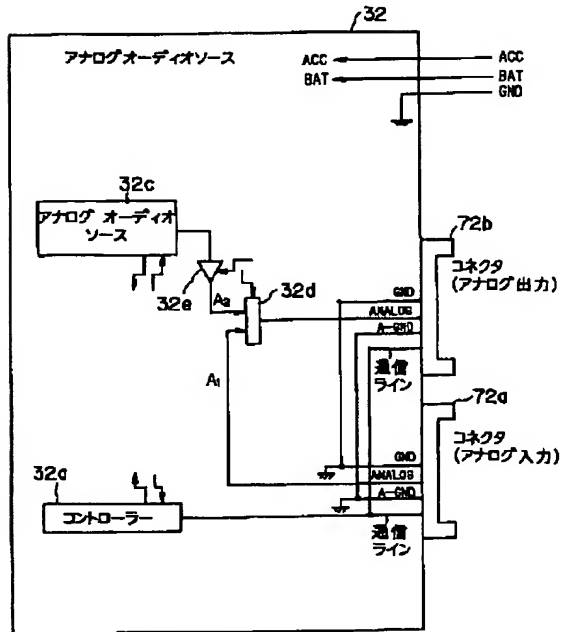 32
アナログオーディオソース
ACC
ACC
BAT
BAT
GND
32c
アナログ オーディオ
ソース
32e
A2
32d
72b
コネクタ
(アナログ出力)
GND
ANALOG
A-GND
通信
ライン
A1
72a
コネクタ
(アナログ入力)
GND
ANALOG
A-GND
32a
コントローラー
通信
ライン